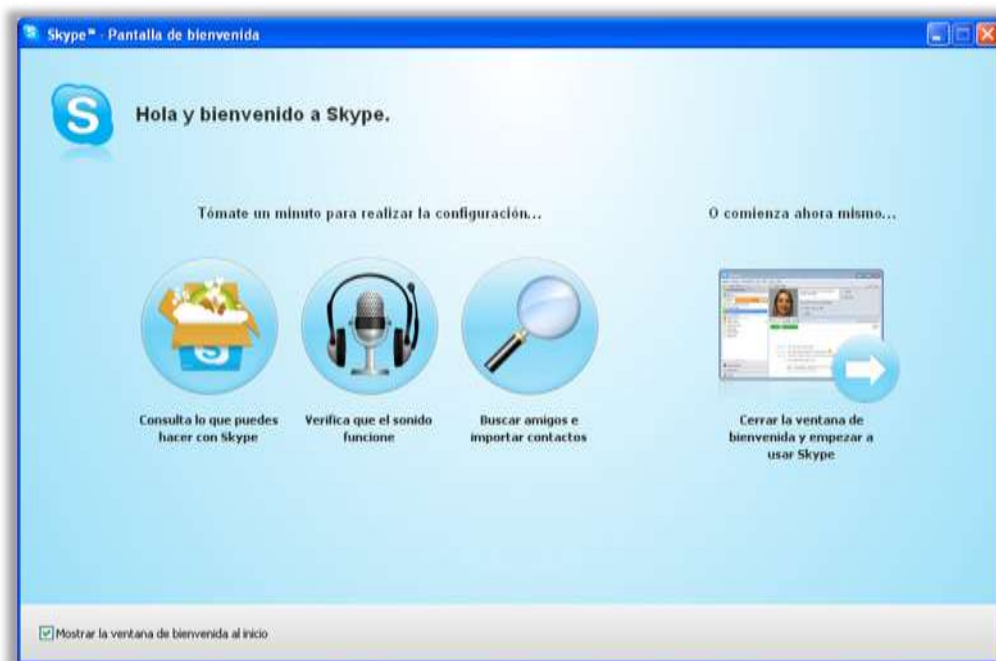 Skype™ - Pantalla de bienvenida
Hola y bienvenido a Skype.
Tómate un minuto para realizar la configuración...
O comienza ahora mismo...
Consulta lo que puedes
hacer con Skype
Verifica que el sonido
funcione
Buscar amigos e
importar contactos
Cerrar la ventana de
bienvenida y empezar a
usar Skype
Mostrar la ventana de bienvenida al inicio